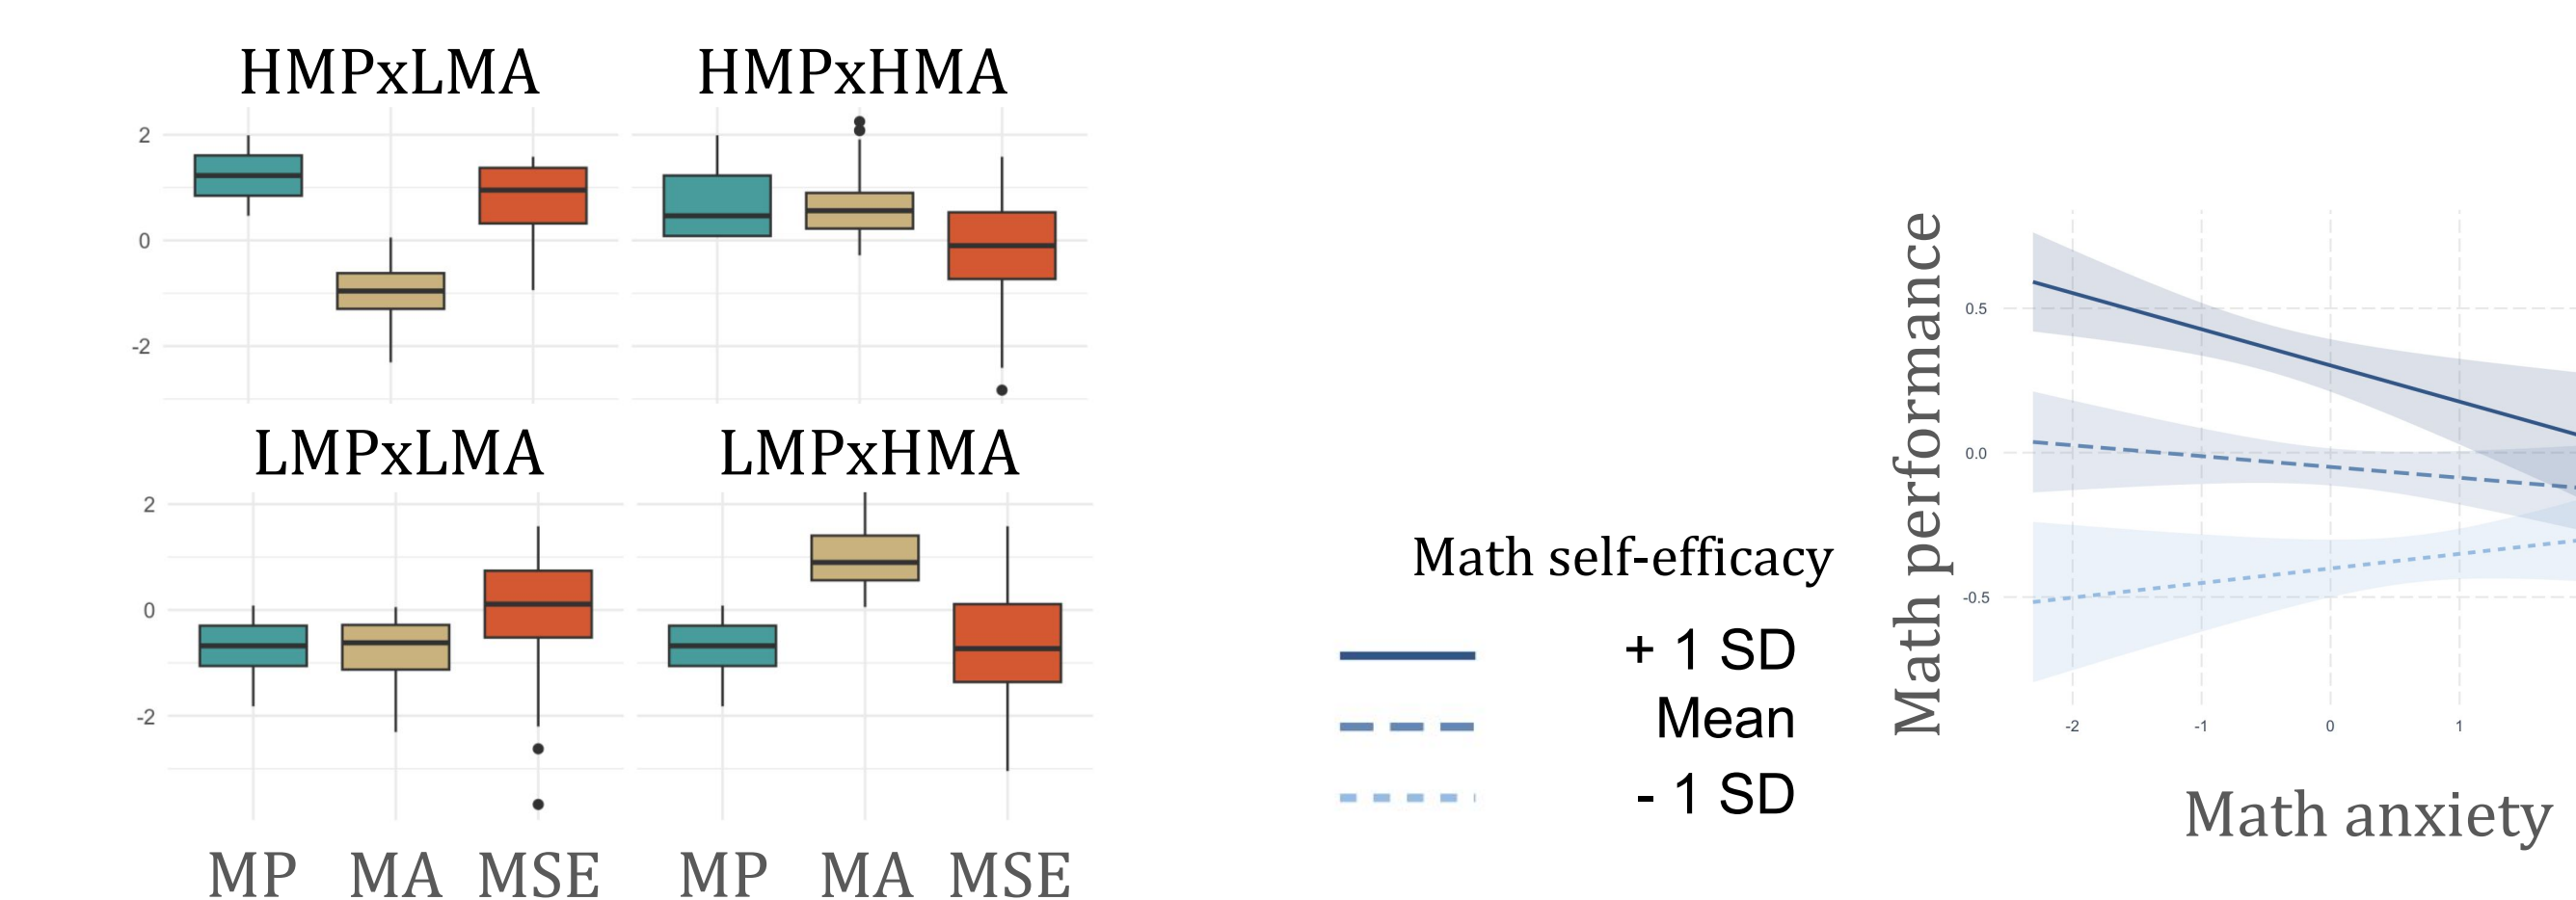 HMPxLMA HMPxHMA
2
0
-2
LMPxLMA LMPxHMA
2
0
-2
MP MA MSE MP MA MSE
Math self-efficacy
+ 1 SD
Mean
- 1 SD
Math performance
0.5
0.0
-0.5
-2 -1 0 1
Math anxiety